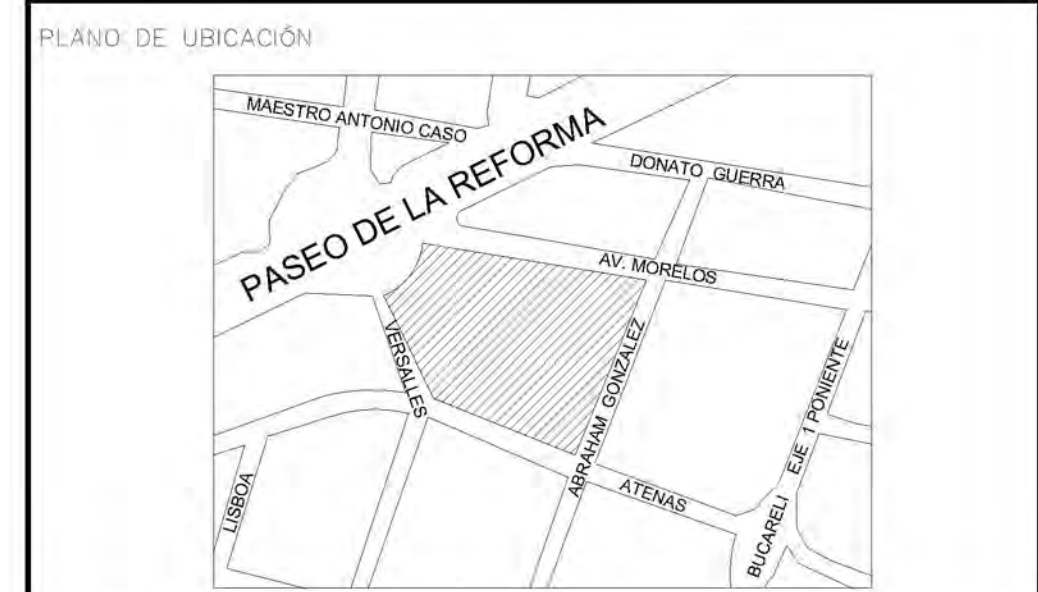 PLANO DE UBICACIÓN
MAESTRO ANTONIO CASO
PASEO DE LA REFORMA
DONATO GUERRA
AV. MORELOS
VERSALLES
ABRAHAM GONZALEZ
EJE 1 PONIENTE
BUCARELI
ATENAS
LISBOA